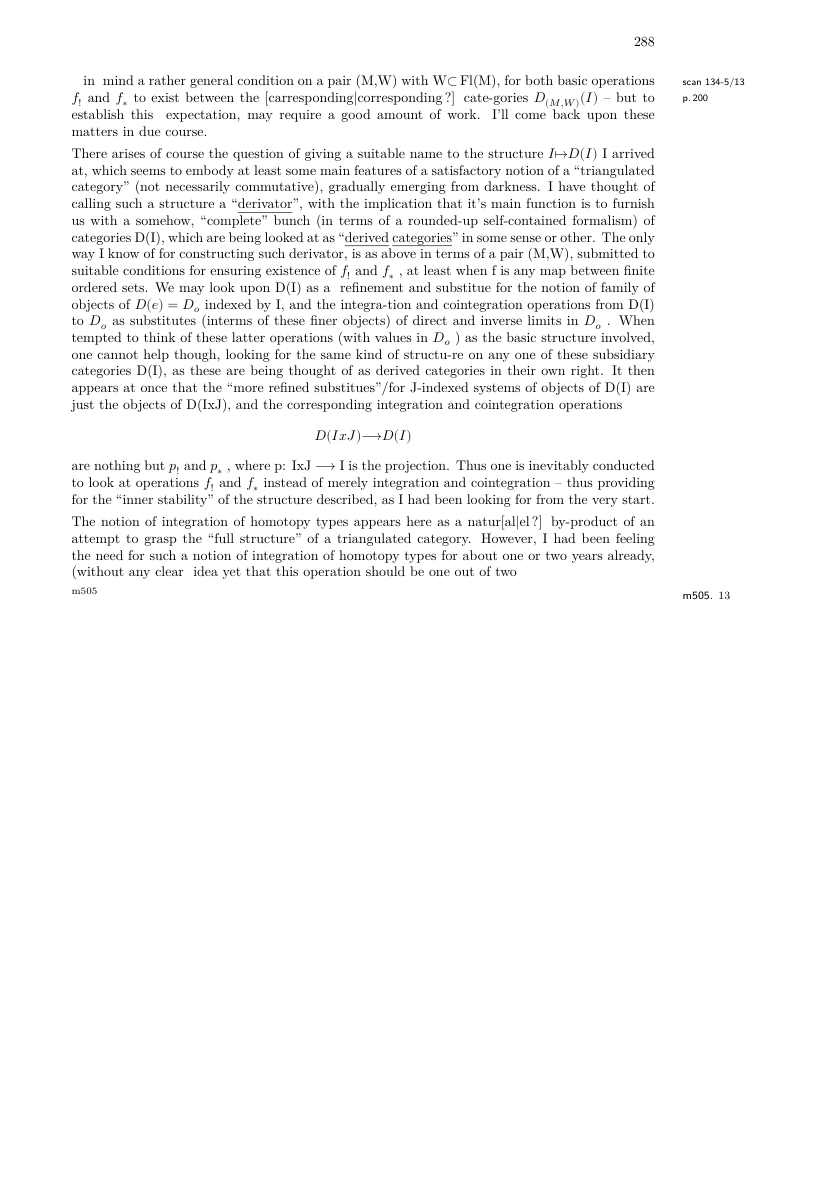 288
in mind a rather general condition on a pair (M,W) with W⊂Fl(M), for both basic operations
scan 134-5/13
f! and f∗ to exist between the [carresponding|corresponding ?] cate-gories D(M,W)(I) – but to
p. 200
establish this expectation, may require a good amount of work. I'll come back upon these
matters in due course.
There arises of course the question of giving a suitable name to the structure I↦D(I) I arrived
at, which seems to embody at least some main features of a satisfactory notion of a “triangulated
category” (not necessarily commutative), gradually emerging from darkness. I have thought of
calling such a structure a “derivator”, with the implication that it's main function is to furnish
us with a somehow, “complete” bunch (in terms of a rounded-up self-contained formalism) of
categories D(I), which are being looked at as “derived categories” in some sense or other. The only
way I know of for constructing such derivator, is as above in terms of a pair (M,W), submitted to
suitable conditions for ensuring existence of f! and f∗ , at least when f is any map between finite
ordered sets. We may look upon D(I) as a refinement and substitue for the notion of family of
objects of D(e) = Do indexed by I, and the integra-tion and cointegration operations from D(I)
to Do as substitutes (interms of these finer objects) of direct and inverse limits in Do . When
tempted to think of these latter operations (with values in Do ) as the basic structure involved,
one cannot help though, looking for the same kind of structu-re on any one of these subsidiary
categories D(I), as these are being thought of as derived categories in their own right. It then
appears at once that the “more refined substitues”/for J-indexed systems of objects of D(I) are
just the objects of D(IxJ), and the corresponding integration and cointegration operations
D(IxJ)⟶D(I)
are nothing but p! and p∗ , where p: IxJ ⟶ I is the projection. Thus one is inevitably conducted
to look at operations f! and f∗ instead of merely integration and cointegration – thus providing
for the “inner stability” of the structure described, as I had been looking for from the very start.
The notion of integration of homotopy types appears here as a natur[al|el ?] by-product of an
attempt to grasp the “full structure” of a triangulated category. However, I had been feeling
the need for such a notion of integration of homotopy types for about one or two years already,
(without any clear idea yet that this operation should be one out of two
m505
m505. 13